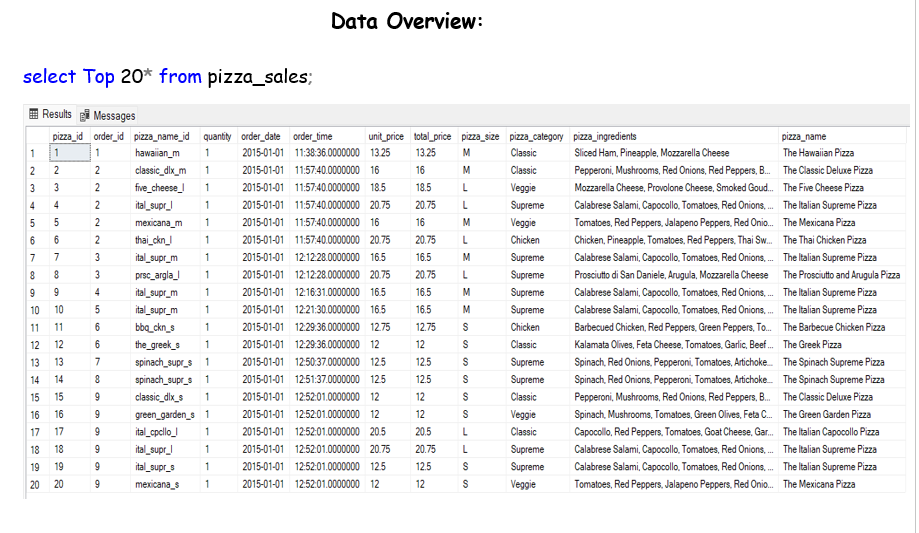 Data Overview:
select Top 20* from pizza_sales;
Results Messages
pizza_id order_id pizza_name_id quantity order_date order_time unit_price total_price pizza_size pizza_category pizza_ingredients pizza_name
1 1 1 hawaiian_m 1 2015-01-01 11:38:36.0000000 13.25 13.25 M Classic Sliced Ham, Pineapple, Mozzarella Cheese The Hawaiian Pizza
2 2 2 classic_dlx_m 1 2015-01-01 11:57:40.0000000 16 16 M Classic Pepperoni, Mushrooms, Red Onions, Red Peppers, B... The Classic Deluxe Pizza
3 3 2 five_cheese_l 1 2015-01-01 11:57:40.0000000 18.5 18.5 L Veggie Mozzarella Cheese, Provolone Cheese, Smoked Goud... The Five Cheese Pizza
4 4 2 ital_supr_l 1 2015-01-01 11:57:40.0000000 20.75 20.75 L Supreme Calabrese Salami, Capocollo, Tomatoes, Red Onions, ... The Italian Supreme Pizza
5 5 2 mexicana_m 1 2015-01-01 11:57:40.0000000 16 16 M Veggie Tomatoes, Red Peppers, Jalapeno Peppers, Red Onio... The Mexicana Pizza
6 6 2 thai_ckn_l 1 2015-01-01 11:57:40.0000000 20.75 20.75 L Chicken Chicken, Pineapple, Tomatoes, Red Peppers, Thai Sw... The Thai Chicken Pizza
7 7 3 ital_supr_m 1 2015-01-01 12:12:28.0000000 16.5 16.5 M Supreme Calabrese Salami, Capocollo, Tomatoes, Red Onions, ... The Italian Supreme Pizza
8 8 3 prsc_argla_l 1 2015-01-01 12:12:28.0000000 20.75 20.75 L Supreme Prosciutto di San Daniele, Arugula, Mozzarella Cheese The Prosciutto and Arugula Pizza
9 9 4 ital_supr_m 1 2015-01-01 12:16:31.0000000 16.5 16.5 M Supreme Calabrese Salami, Capocollo, Tomatoes, Red Onions, ... The Italian Supreme Pizza
10 10 5 ital_supr_m 1 2015-01-01 12:21:30.0000000 16.5 16.5 M Supreme Calabrese Salami, Capocollo, Tomatoes, Red Onions, ... The Italian Supreme Pizza
11 11 6 bbq_ckn_s 1 2015-01-01 12:29:36.0000000 12.75 12.75 S Chicken Barbecued Chicken, Red Peppers, Green Peppers, To... The Barbecue Chicken Pizza
12 12 6 the_greek_s 1 2015-01-01 12:29:36.0000000 12 12 S Classic Kalamata Olives, Feta Cheese, Tomatoes, Garlic, Beef ... The Greek Pizza
13 13 7 spinach_supr_s 1 2015-01-01 12:50:37.0000000 12.5 12.5 S Supreme Spinach, Red Onions, Pepperoni, Tomatoes, Artichoke... The Spinach Supreme Pizza
14 14 8 spinach_supr_s 1 2015-01-01 12:51:37.0000000 12.5 12.5 S Supreme Spinach, Red Onions, Pepperoni, Tomatoes, Artichoke... The Spinach Supreme Pizza
15 15 9 classic_dlx_s 1 2015-01-01 12:52:01.0000000 12 12 S Classic Pepperoni, Mushrooms, Red Onions, Red Peppers, B... The Classic Deluxe Pizza
16 16 9 green_garden_s 1 2015-01-01 12:52:01.0000000 12 12 S Veggie Spinach, Mushrooms, Tomatoes, Green Olives, Feta C... The Green Garden Pizza
17 17 9 ital_cpcllo_l 1 2015-01-01 12:52:01.0000000 20.5 20.5 L Classic Capocollo, Red Peppers, Tomatoes, Goat Cheese, Gar... The Italian Capocollo Pizza
18 18 9 ital_supr_l 1 2015-01-01 12:52:01.0000000 20.75 20.75 L Supreme Calabrese Salami, Capocollo, Tomatoes, Red Onions, ... The Italian Supreme Pizza
19 19 9 ital_supr_s 1 2015-01-01 12:52:01.0000000 12.5 12.5 S Supreme Calabrese Salami, Capocollo, Tomatoes, Red Onions, ... The Italian Supreme Pizza
20 20 9 mexicana_s 1 2015-01-01 12:52:01.0000000 12 12 S Veggie Tomatoes, Red Peppers, Jalapeno Peppers, Red Onio... The Mexicana Pizza